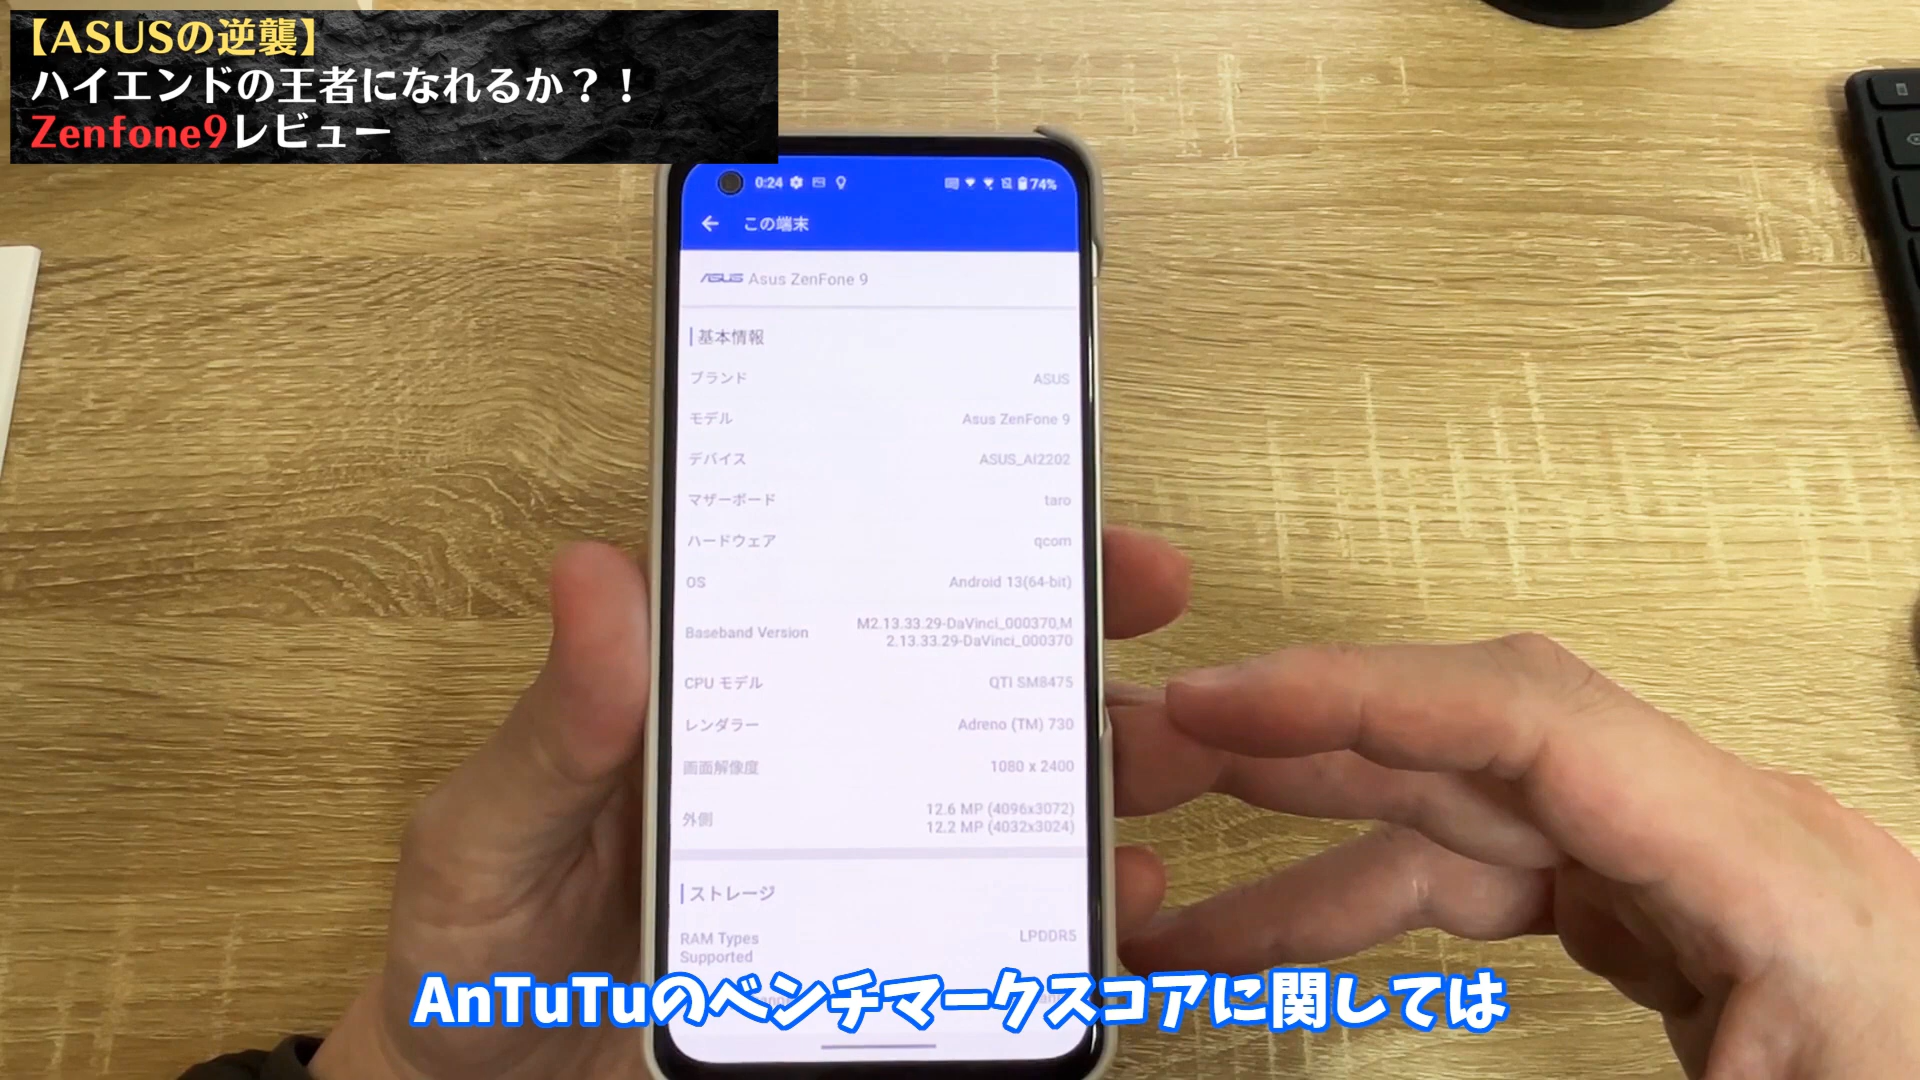 【ASUSの逆襲】
ハイエンドの王者になれるか？！
Zenfone9レビュー
0:24 74%
この端末
ASUS Asus ZenFone 9
基本情報
ブランド ASUS
モデル Asus ZenFone 9
デバイス ASUS_AI2202
マザーボード taro
ハードウェア qcom
OS Android 13(64-bit)
Baseband Version M2.13.33.29-DaVinci_000370,M
2.13.33.29-DaVinci_000370
CPU モデル QTI SM8475
レンダラー Adreno (TM) 730
画面解像度 1080 x 2400
外側 12.6 MP (4096x3072)
12.2 MP (4032x3024)
ストレージ
RAM Types LPDDR5
Supported
AnTuTuのベンチマークスコアに関しては